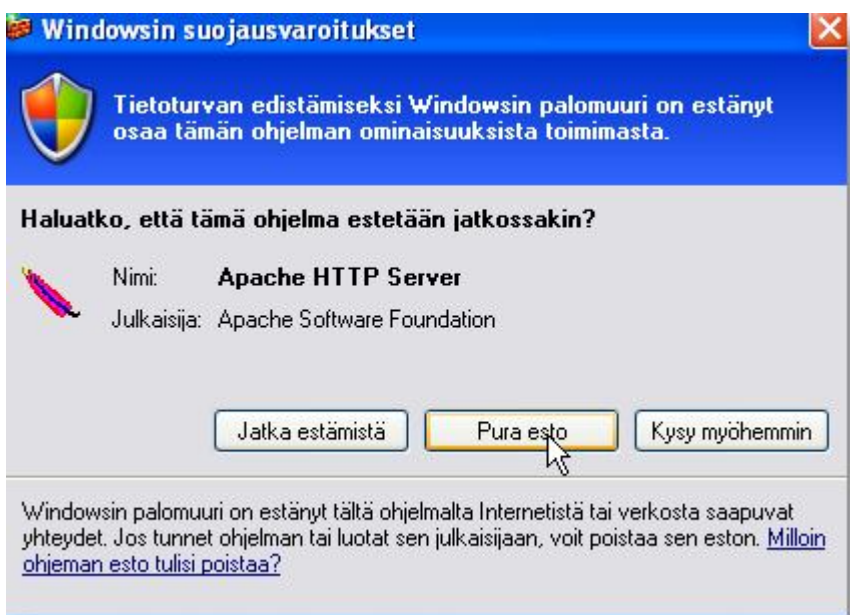 Windowsin suojausvaroitukset
Tietoturvan edistämiseksi Windowsin palomuuri on estänyt
osaa tämän ohjelman ominaisuuksista toimimasta.
Haluatko, että tämä ohjelma estetään jatkossakin?
Nimi: Apache HTTP Server
Julkaisija: Apache Software Foundation
Jatka estämistä Pura esto Kysy myöhemmin
Windowsin palomuuri on estänyt tältä ohjelmalta Internetistä tai verkosta saapuvat
yhteydet. Jos tunnet ohjelman tai luotat sen julkaisijaan, voit poistaa sen eston. Milloin
ohjeman esto tulisi poistaa?